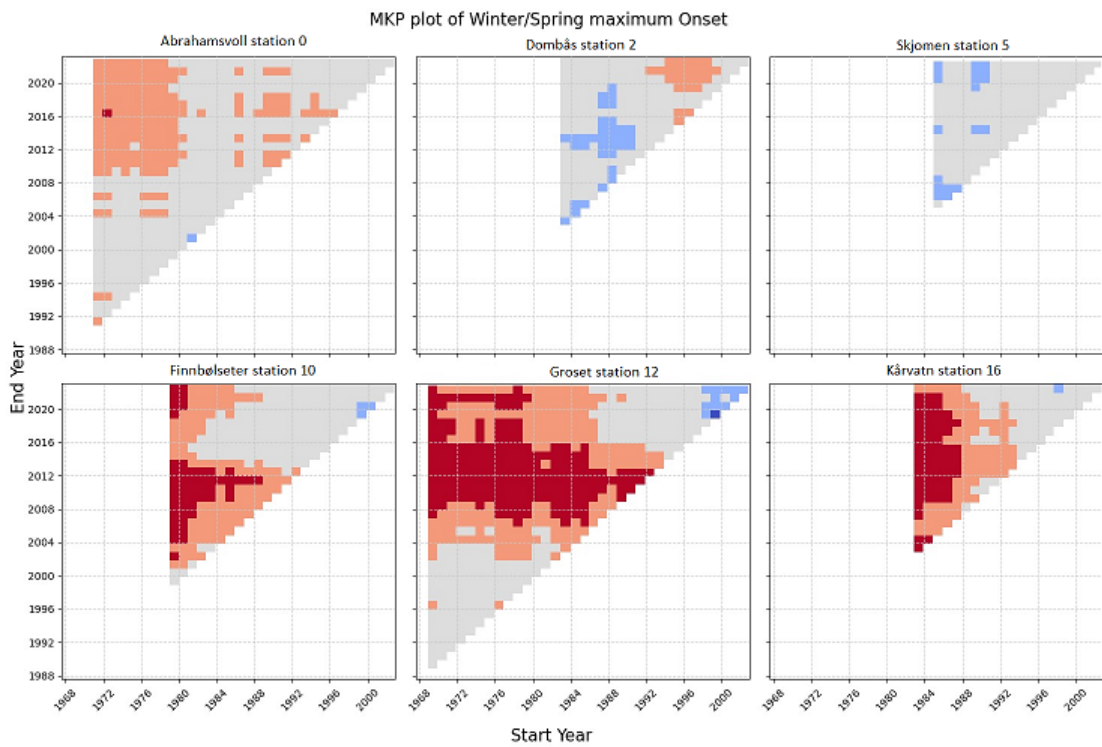 MKP plot of Winter/Spring maximum Onset
Abrahamsvoll station 0
Dombås station 2
Skjomen station 5
2020
2016
2012
2008
2004
2000
1996
1992
1988
End Year
Finnbølseter station 10
Groset station 12
Kårvatn station 16
2020
2016
2012
2008
2004
2000
1996
1992
1988
1968 1972 1976 1980 1984 1988 1992 1996 2000
1968 1972 1976 1980 1984 1988 1992 1996 2000
1968 1972 1976 1980 1984 1988 1992 1996 2000
Start Year